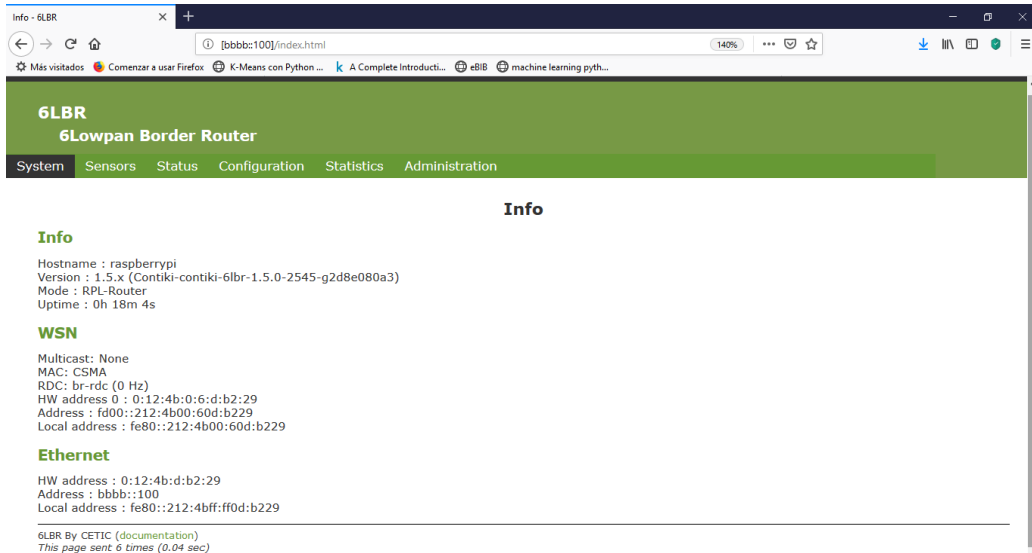 Info - 6LBR
[bbbb::100]/index.html
140%
Más visitados Comenzar a usar Firefox K-Means con Python ... A Complete Introducti... eBIB machine learning pyth...
6LBR
6Lowpan Border Router
System Sensors Status Configuration Statistics Administration
Info
Info
Hostname : raspberrypi
Version : 1.5.x (Contiki-contiki-6lbr-1.5.0-2545-g2d8e080a3)
Mode : RPL-Router
Uptime : 0h 18m 4s
WSN
Multicast: None
MAC: CSMA
RDC: br-rdc (0 Hz)
HW address 0 : 0:12:4b:0:6:d:b2:29
Address : fd00::212:4b00:60d:b229
Local address : fe80::212:4b00:60d:b229
Ethernet
HW address : 0:12:4b:d:b2:29
Address : bbbb::100
Local address : fe80::212:4bff:ff0d:b229
6LBR By CETIC (documentation)
This page sent 6 times (0.04 sec)